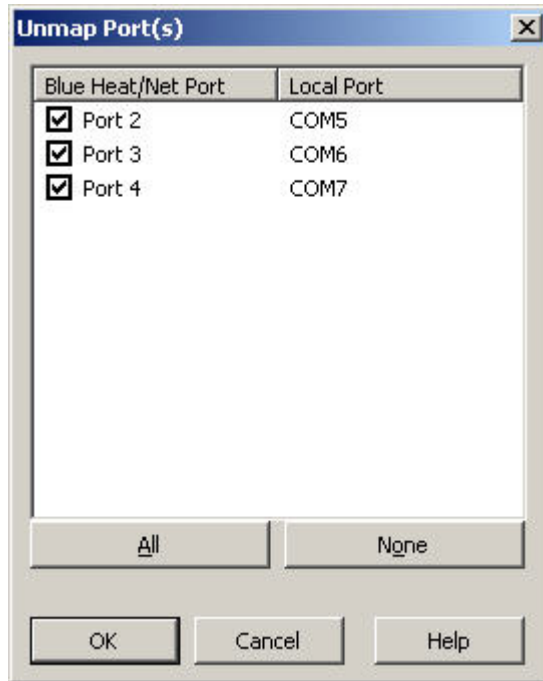 Unmap Port(s)
Blue Heat/Net Port Local Port
Port 2 COM5
Port 3 COM6
Port 4 COM7
All None
OK Cancel Help